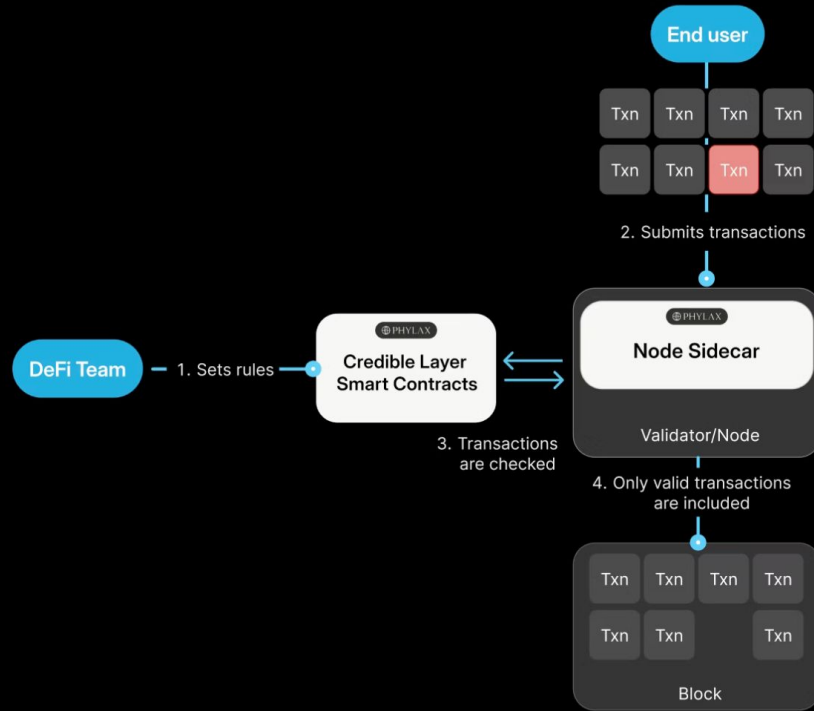 End user
Txn Txn Txn Txn
Txn Txn Txn Txn
2. Submits transactions
PHYLAX
Node Sidecar
Validator/Node
DeFi Team
1. Sets rules
PHYLAX
Credible Layer
Smart Contracts
3. Transactions
are checked
4. Only valid transactions
are included
Txn Txn Txn Txn
Txn Txn Txn
Block